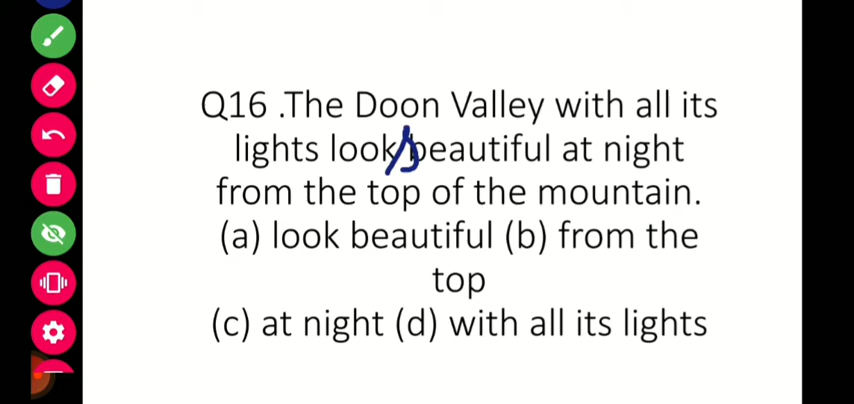 Q16 .The Doon Valley with all its
lights look/s beautiful at night
from the top of the mountain.
(a) look beautiful (b) from the
top
(c) at night (d) with all its lights